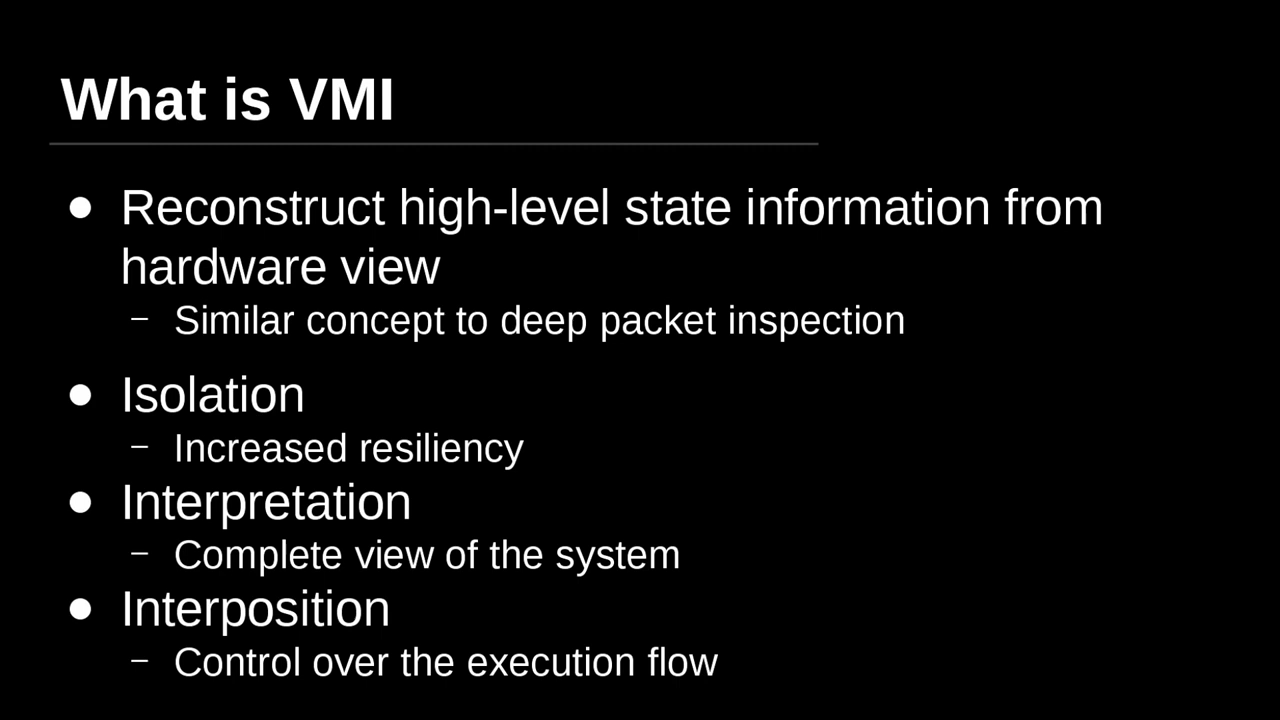 What is VMI
● Reconstruct high-level state information from
hardware view
– Similar concept to deep packet inspection
● Isolation
– Increased resiliency
● Interpretation
– Complete view of the system
● Interposition
– Control over the execution flow